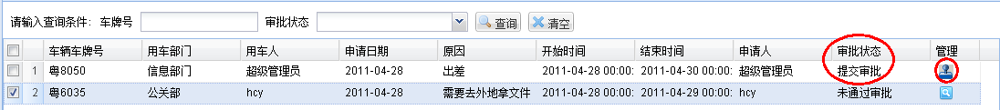 请输入查询条件: 车牌号 审批状态 查询 清空
车辆车牌号 用车部门 用车人 申请日期 原因 开始时间 结束时间 申请人 审批状态 管理
1 粤8050 信息部门 超级管理员 2011-04-28 出差 2011-04-28 00:00: 2011-04-30 00:00: 超级管理员 提交审批
2 粤6035 公关部 hcy 2011-04-28 需要去外地拿文件 2011-04-28 00:00: 2011-04-29 00:00: hcy 未通过审批